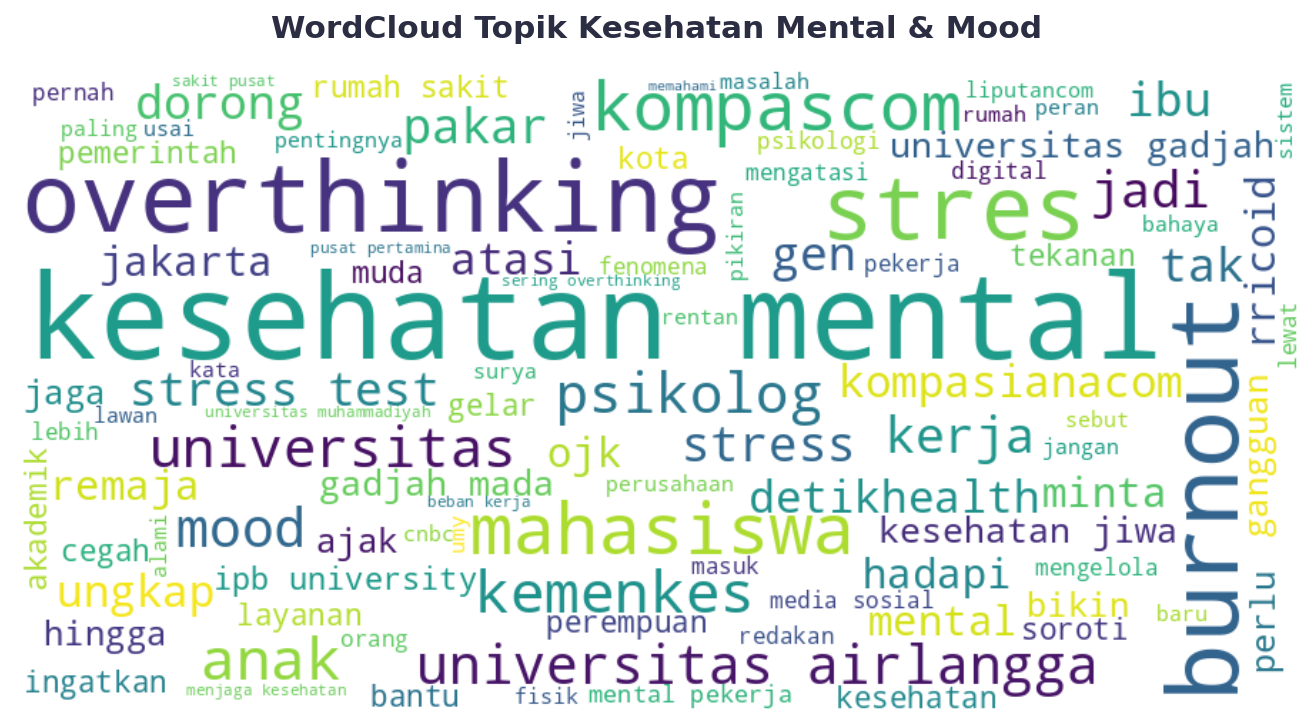 WordCloud Topik Kesehatan Mental & Mood
pernah
sakit pusat
dorong
rumah sakit
pakar
jiwa
kompascom
memahami
masalah
liputancom
rumah
peran
ibu
sistem
paling
usai
pentingnya
pemerintah
kota
psikologi
universitas gadjah
overthinking
mengatasi
digital
stres
jadi
bahaya
rricoid
pikiran
jakarta
pusat pertamina
muda
atasi
fenomena
sering overthinking
gen
pekerja
tekanan
tak
kesehatan mental
rentan
lewat
burnout
kata
jaga
stress test
surya
psikolog
kompasianacom
lawan
universitas muhammadiyah
gelar
lebih
universitas
ojk
stress
kerja
sebut
jangan
gangguan
akademik
remaja
gadjah mada
beban kerja
perusahaan
detikhealth
minta
mood
ajak
cnbc
umy
mahasiswa
kesehatan jiwa
cegah
alami
ungkap
ipb university
kemenkes
masuk
hadapi
mengelola
media sosial
bikin
baru
perlu
layanan
hingga
orang
perempuan
redakan
mental
soroti
anak
universitas airlangga
ingatkan
menjaga kesehatan
bantu
fisik
mental pekerja
kesehatan